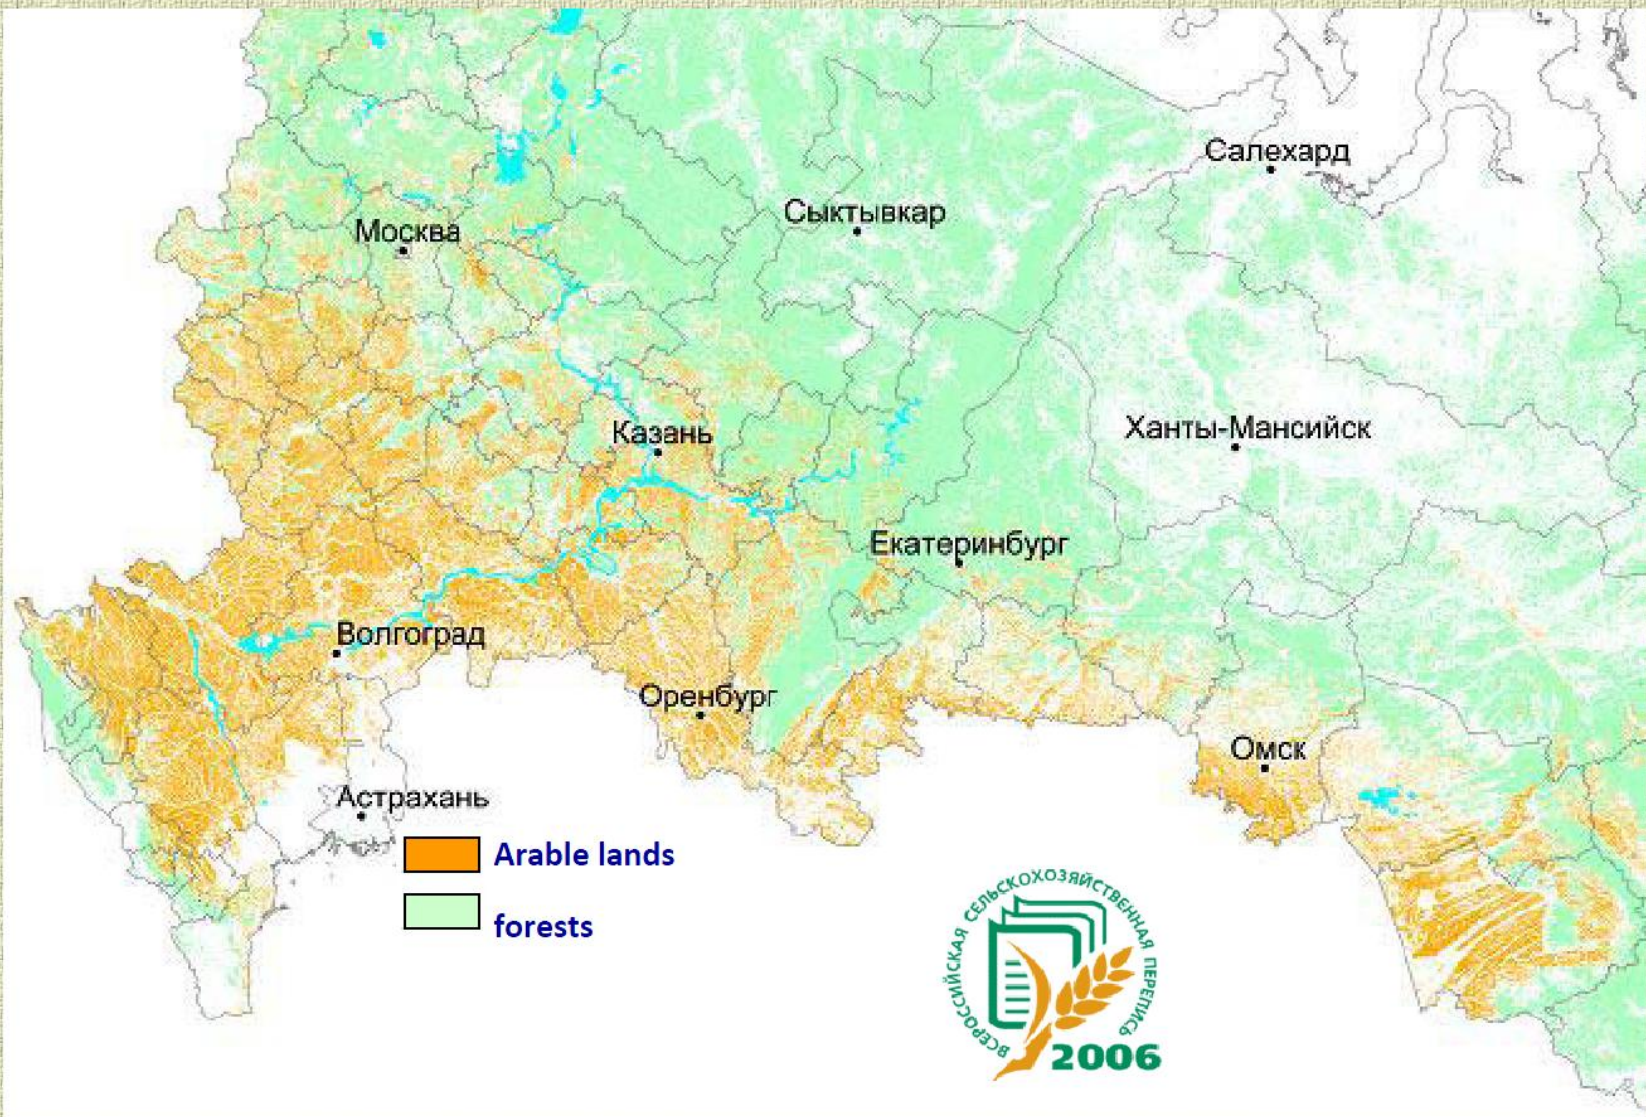 Салехард
Сыктывкар
Москва
Ханты-Мансийск
Казань
Екатеринбург
Волгоград
Оренбург
Омск
Астрахань
Arable lands
forests
ВСЕРОССИЙСКАЯ СЕЛЬСКОХОЗЯЙСТВЕННАЯ ПЕРЕПИСЬ
2006